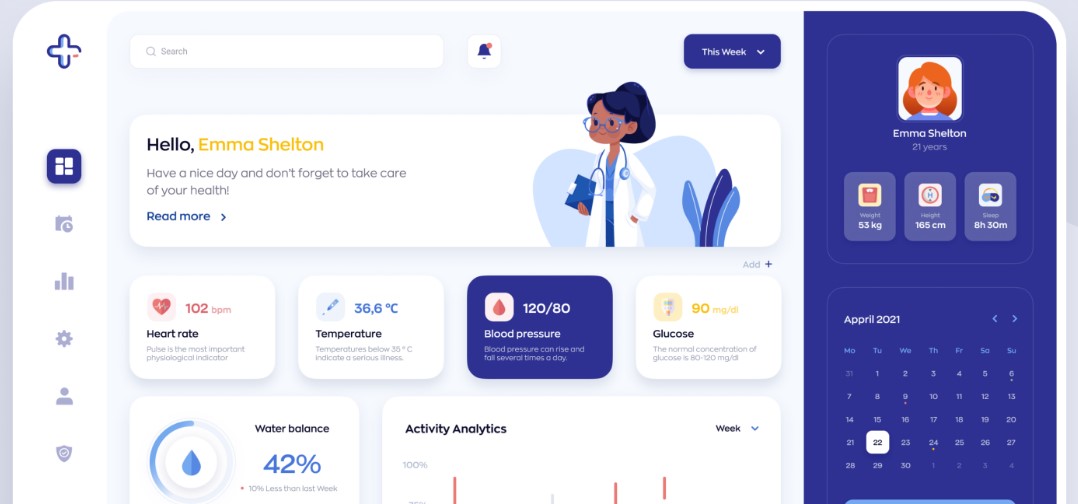 Search
This Week
Hello, Emma Shelton
Have a nice day and don't forget to take care
of your health!
Read more
Add +
102 bpm
Heart rate
Pulse is the most important
physiological indicator
36,6 °C
Temperature
Temperatures below 35 ° C
indicate a serious illness.
120/80
Blood pressure
Blood pressure can rise and
fall several times a day.
90 mg/dl
Glucose
The normal concentration of
glucose is 80-120 mg/dl
Water balance
42%
10% Less than last Week
Activity Analytics
Week
100%
Emma Shelton
21 years
Weight
53 kg
Height
165 cm
Sleep
8h 30m
Appril 2021
Mo Tu We Th Fr Sa Su
31 1 2 3 4 5 6
7 8 9 10 11 12 13
14 15 16 17 18 19 20
21 22 23 24 25 26 27
28 29 30 1 2 3 4